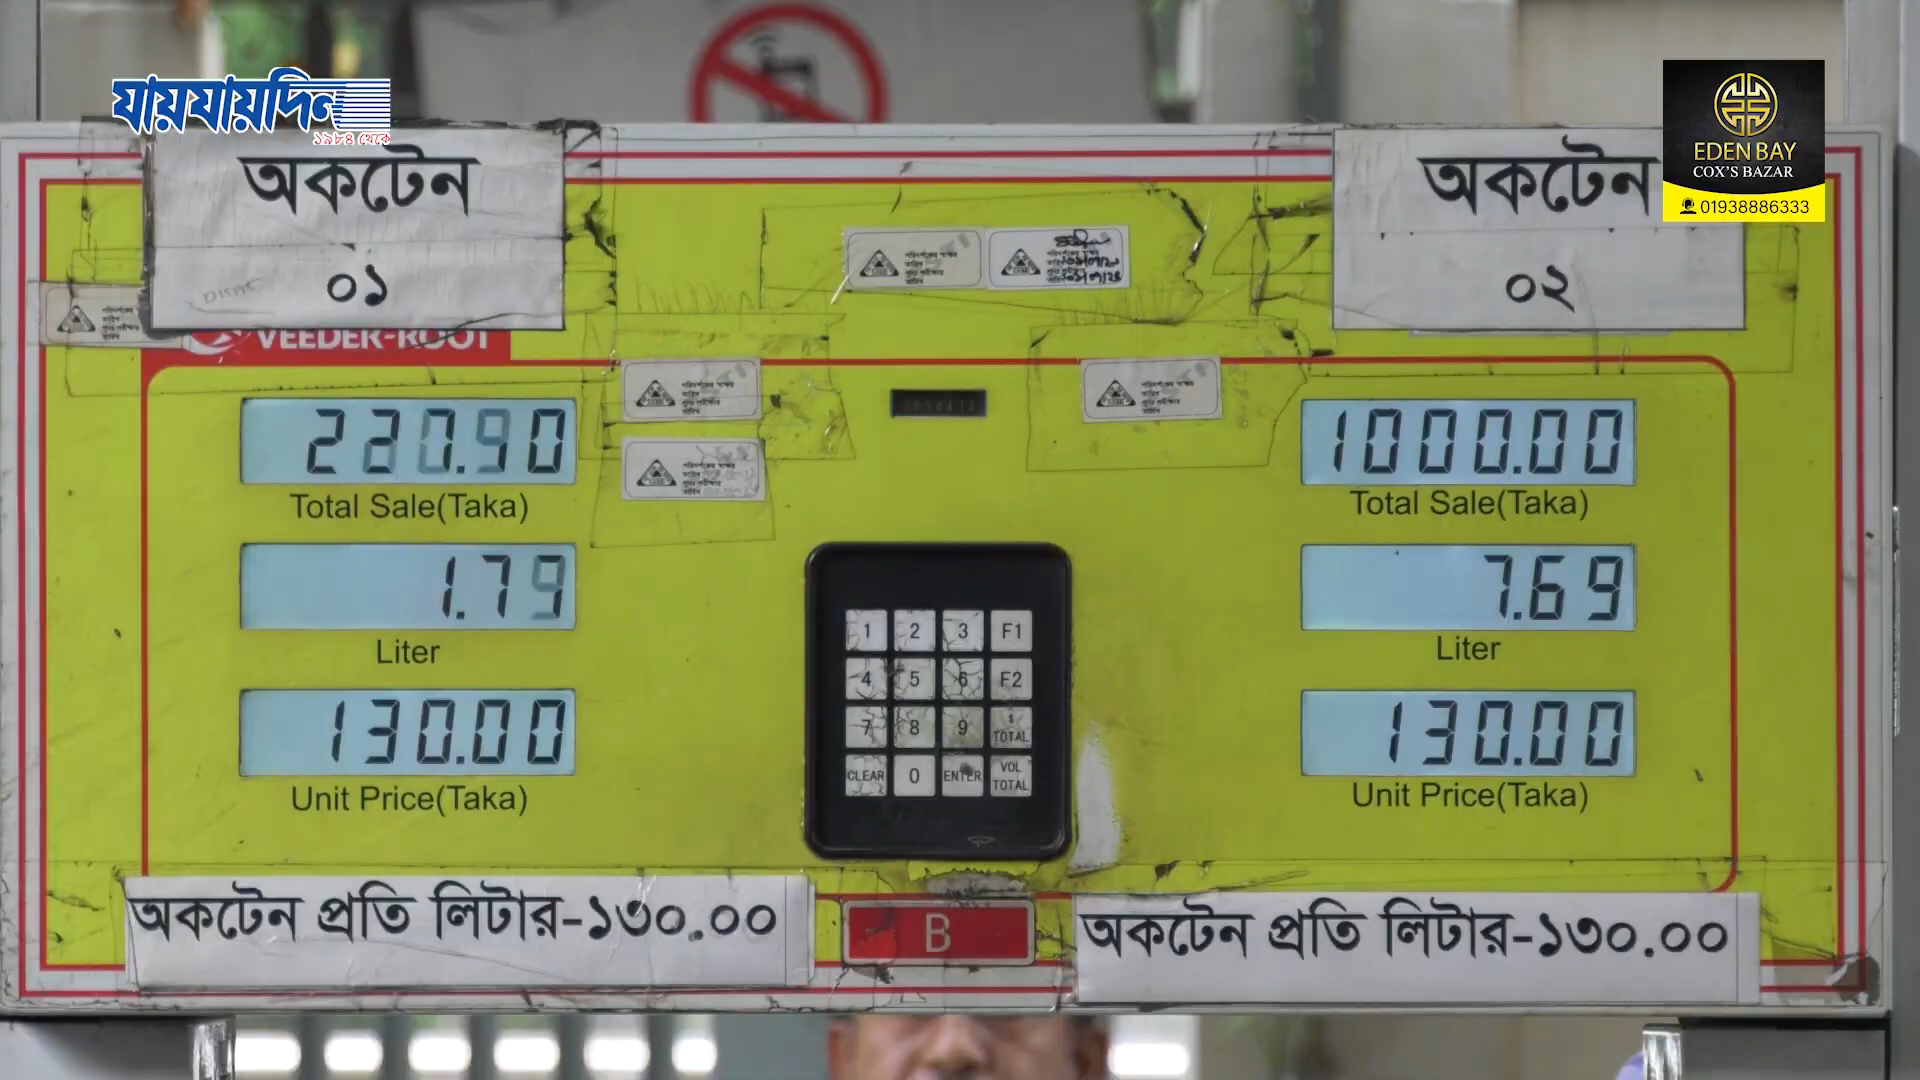 যায়যায়দিন
১৯৮৪ থেকে
EDEN BAY
COX'S BAZAR
01938886333
অকটেন
০১
অকটেন
০২
VEEDER-ROOT
Total Sale(Taka)
1.79
Liter
130.00
Unit Price(Taka)
1000.00
Total Sale(Taka)
7.69
Liter
130.00
Unit Price(Taka)
1 2 3 F1
4 5 6 F2
7 8 9 $ TOTAL
CLEAR 0 ENTER VOL TOTAL
অকটেন প্রতি লিটার-১৩০.০০
B
অকটেন প্রতি লিটার-১৩০.০০